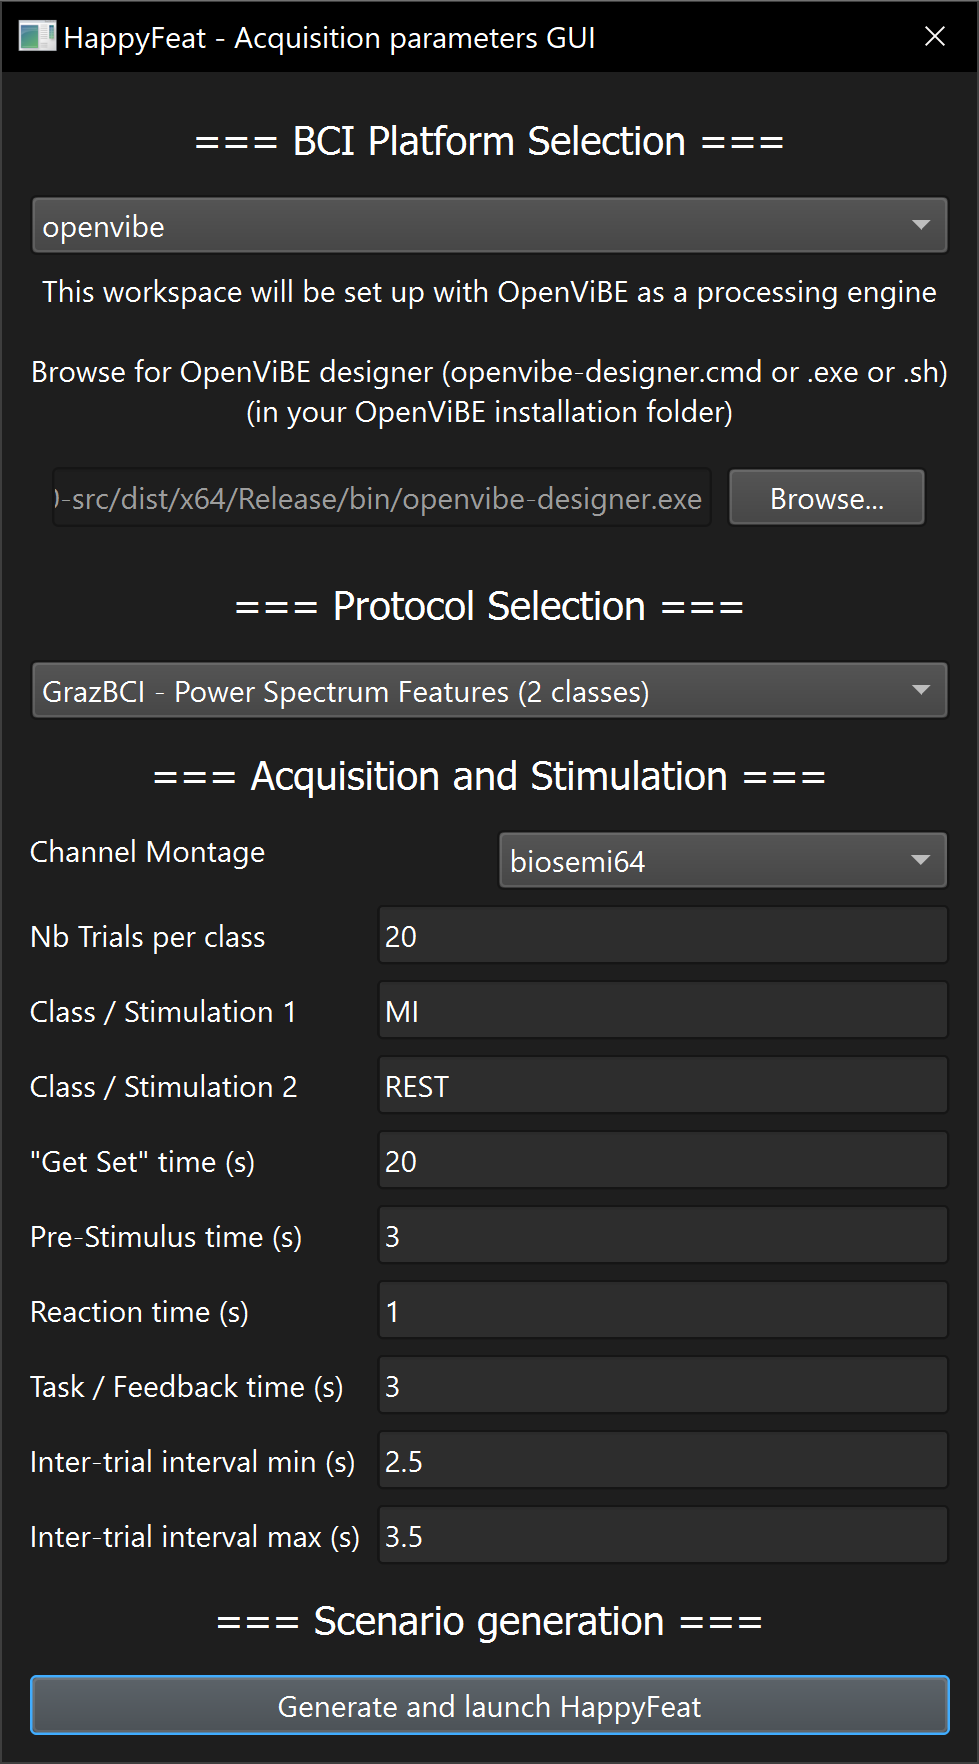 HappyFeat - Acquisition parameters GUI
=== BCI Platform Selection ===
openvibe
This workspace will be set up with OpenViBE as a processing engine
Browse for OpenViBE designer (openvibe-designer.cmd or .exe or .sh)
(in your OpenViBE installation folder)
-src/dist/x64/Release/bin/openvibe-designer.exe
Browse...
=== Protocol Selection ===
GrazBCI - Power Spectrum Features (2 classes)
=== Acquisition and Stimulation ===
Channel Montage biosemi64
Nb Trials per class 20
Class / Stimulation 1 MI
Class / Stimulation 2 REST
"Get Set" time (s) 20
Pre-Stimulus time (s) 3
Reaction time (s) 1
Task / Feedback time (s) 3
Inter-trial interval min (s) 2.5
Inter-trial interval max (s) 3.5
=== Scenario generation ===
Generate and launch HappyFeat